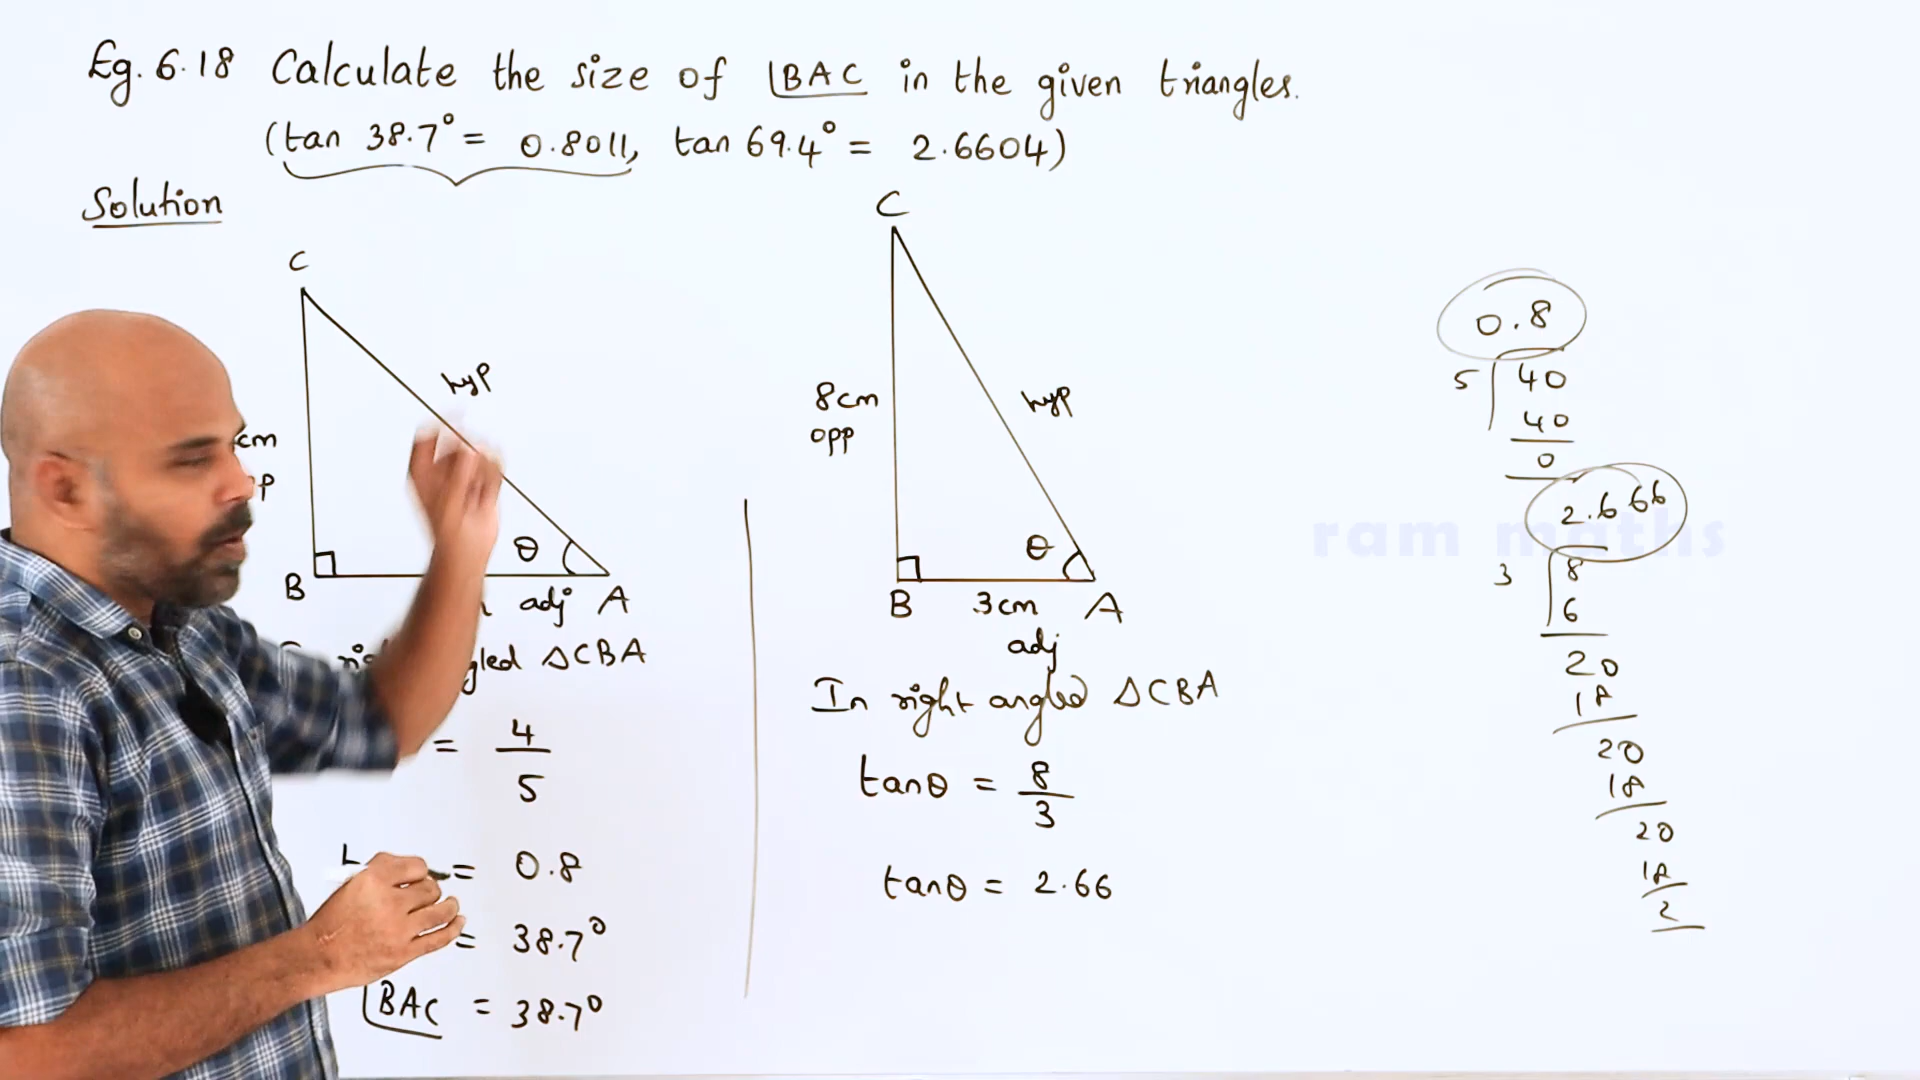 Eg. 6.18 Calculate the size of ∠BAC in the given triangles.
(tan 38.7° = 0.8011, tan 69.4° = 2.6604)
Solution
C
hyp
cm
θ
B
adj A
ΔCBA
= 4/5
= 0.8
= 38.7°
∠BAC = 38.7°
C
8cm
opp
hyp
θ
B 3cm A
adj
In right angled ΔCBA
tanθ = 8/3
tanθ = 2.66
0.8
5 40
40
0
2.666
3 8
6
20
18
20
18
20
18
2
ram maths